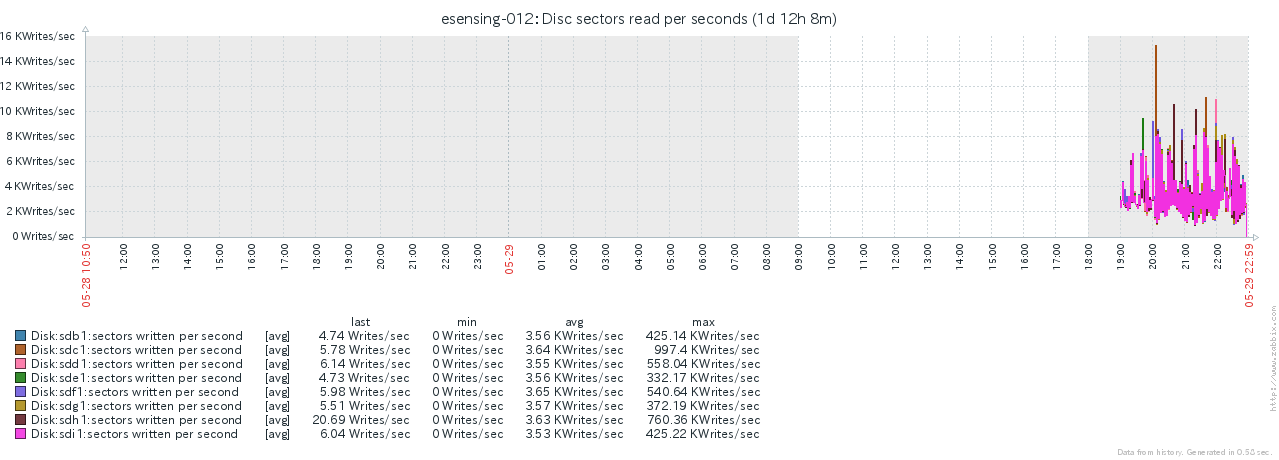 esensing-012: Disc sectors read per seconds (1d 12h 8m)
16 KWrites/sec
14 KWrites/sec
12 KWrites/sec
10 KWrites/sec
8 KWrites/sec
6 KWrites/sec
4 KWrites/sec
2 KWrites/sec
0 Writes/sec
05-28 10:50 12:00 13:00 14:00 15:00 16:00 17:00 18:00 19:00 20:00 21:00 22:00 23:00 05-29 01:00 02:00 03:00 04:00 05:00 06:00 07:00 08:00 09:00 10:00 11:00 12:00 13:00 14:00 15:00 16:00 17:00 18:00 19:00 20:00 21:00 22:00 05-29 22:59
last min avg max
Disk:sdb1:sectors written per second [avg] 4.74 Writes/sec 0 Writes/sec 3.56 KWrites/sec 425.14 KWrites/sec
Disk:sdc1:sectors written per second [avg] 5.78 Writes/sec 0 Writes/sec 3.64 KWrites/sec 997.4 KWrites/sec
Disk:sdd1:sectors written per second [avg] 6.14 Writes/sec 0 Writes/sec 3.55 KWrites/sec 558.04 KWrites/sec
Disk:sde1:sectors written per second [avg] 4.73 Writes/sec 0 Writes/sec 3.56 KWrites/sec 332.17 KWrites/sec
Disk:sdf1:sectors written per second [avg] 5.98 Writes/sec 0 Writes/sec 3.65 KWrites/sec 540.64 KWrites/sec
Disk:sdg1:sectors written per second [avg] 5.51 Writes/sec 0 Writes/sec 3.57 KWrites/sec 372.19 KWrites/sec
Disk:sdh1:sectors written per second [avg] 20.69 Writes/sec 0 Writes/sec 3.63 KWrites/sec 760.36 KWrites/sec
Disk:sdi1:sectors written per second [avg] 6.04 Writes/sec 0 Writes/sec 3.53 KWrites/sec 425.22 KWrites/sec
https://www.zabbix.com
Data from history. Generated in 0.58 sec.